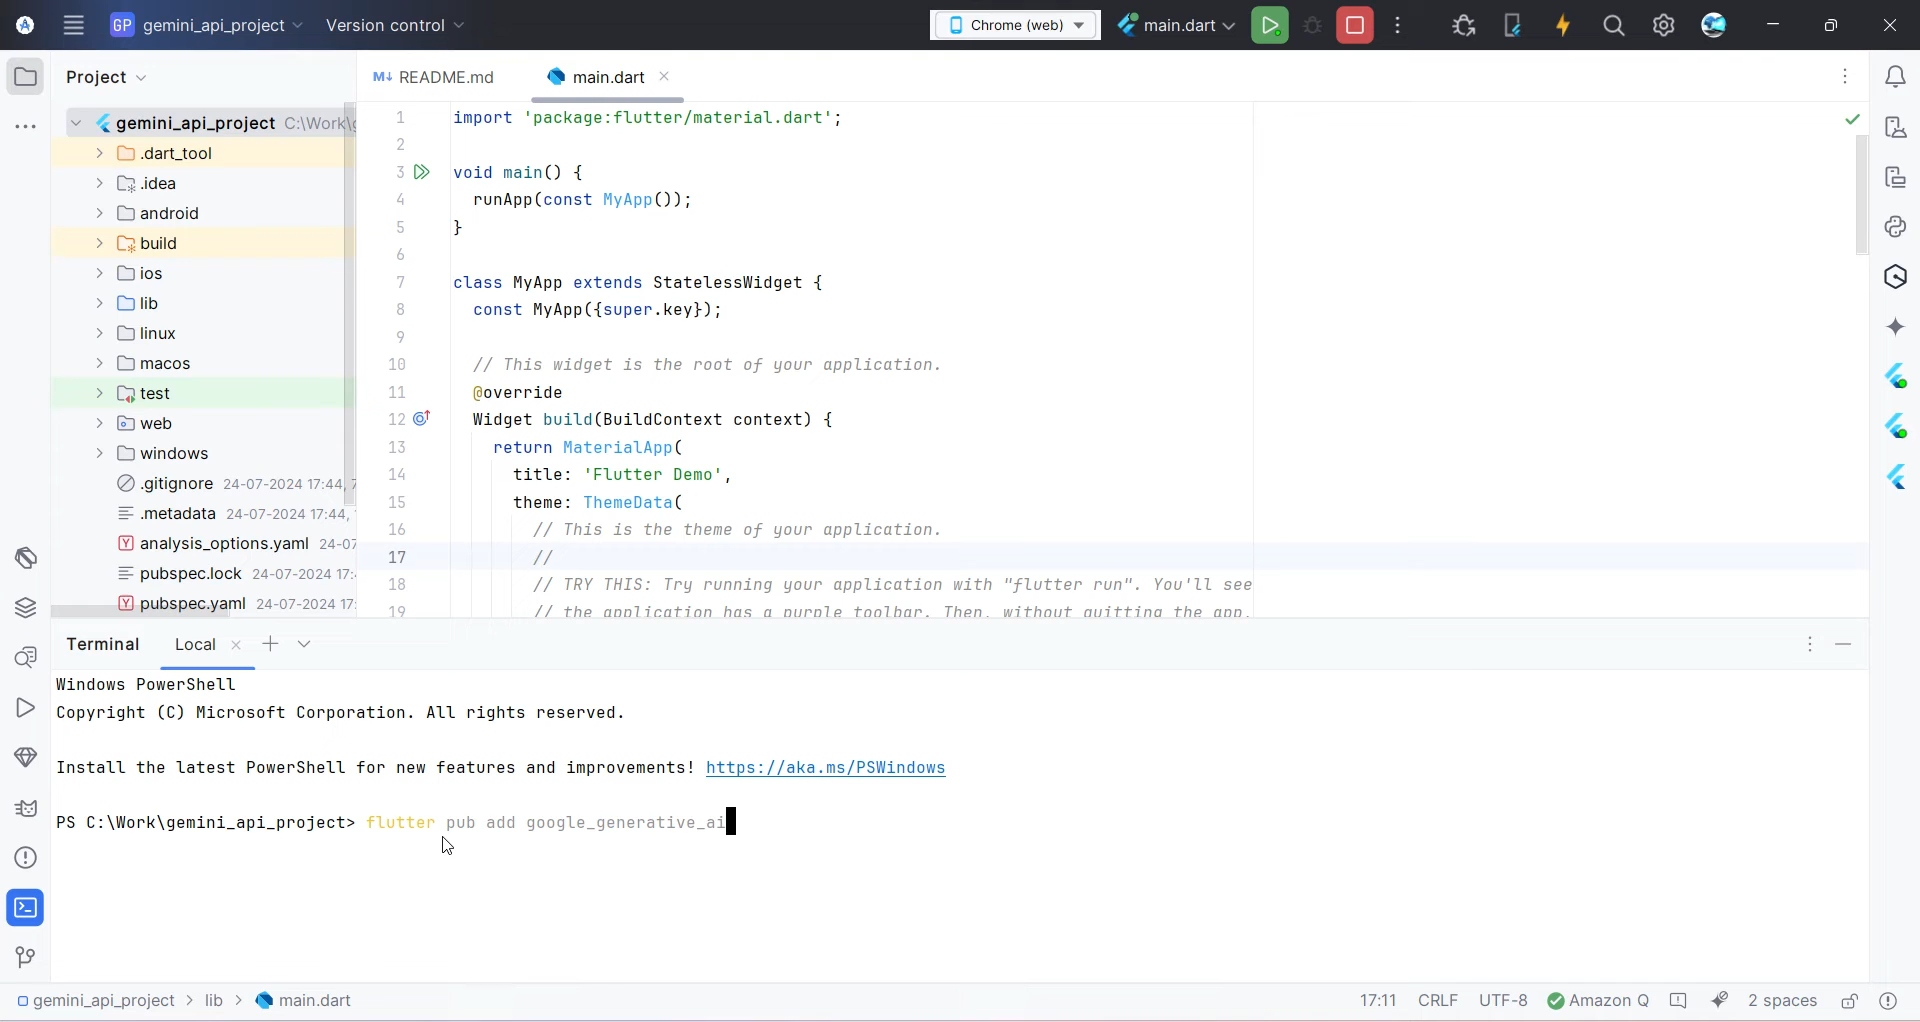 GP gemini_api_project
Version control
Chrome (web)
main.dart
Project
README.md
main.dart
gemini_api_project C:\Work\
.dart_tool
.idea
android
build
ios
lib
linux
macos
test
web
windows
.gitignore 24-07-2024 17:44, 7
.metadata 24-07-2024 17:44,
analysis_options.yaml 24-07
pubspec.lock 24-07-2024 17:
pubspec.yaml 24-07-2024 17:
1 import 'package:flutter/material.dart';
2
3 void main() {
4 runApp(const MyApp());
5 }
6
7 class MyApp extends StatelessWidget {
8 const MyApp({super.key});
9
10 // This widget is the root of your application.
11 @override
12 Widget build(BuildContext context) {
13 return MaterialApp(
14 title: 'Flutter Demo',
15 theme: ThemeData(
16 // This is the theme of your application.
17 //
18 // TRY THIS: Try running your application with "flutter run". You'll see
19 // the application has a purple toolbar. Then, without quitting the app,
Terminal
Local
Windows PowerShell
Copyright (C) Microsoft Corporation. All rights reserved.
Install the latest PowerShell for new features and improvements! https://aka.ms/PSWindows
PS C:\Work\gemini_api_project> flutter pub add google_generative_ai
gemini_api_project > lib > main.dart
17:11 CRLF UTF-8 Amazon Q 2 spaces